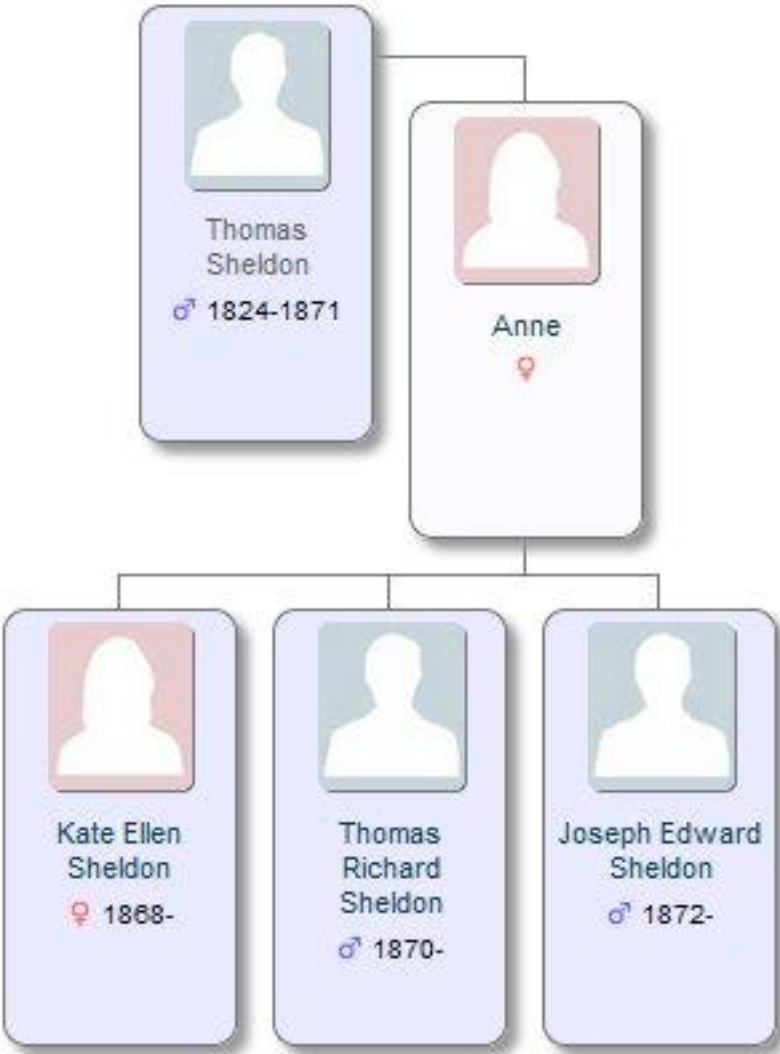 Thomas
Sheldon
♂ 1824-1871
Anne
♀
Kate Ellen
Sheldon
♀ 1868-
Thomas
Richard
Sheldon
♂ 1870-
Joseph Edward
Sheldon
♂ 1872-